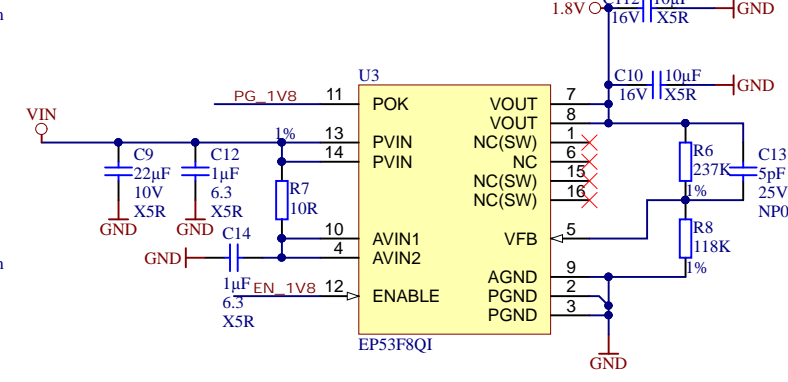 1.8V
16V
X5R
GND
C10
10µF
16V
X5R
GND
U3
PG_1V8
11
POK
VOUT
7
VOUT
8
VIN
1%
13
PVIN
14
PVIN
NC(SW)
1
NC
6
NC(SW)
15
NC(SW)
16
C9
22µF
10V
X5R
GND
C12
1µF
6.3
X5R
GND
R7
10R
R6
237K
1%
C13
5pF
25V
NP0
C14
GND
1µF
6.3
X5R
10
AVIN1
4
AVIN2
VFB
5
R8
118K
1%
EN_1V8
12
ENABLE
AGND
9
PGND
2
PGND
3
EP53F8QI
GND